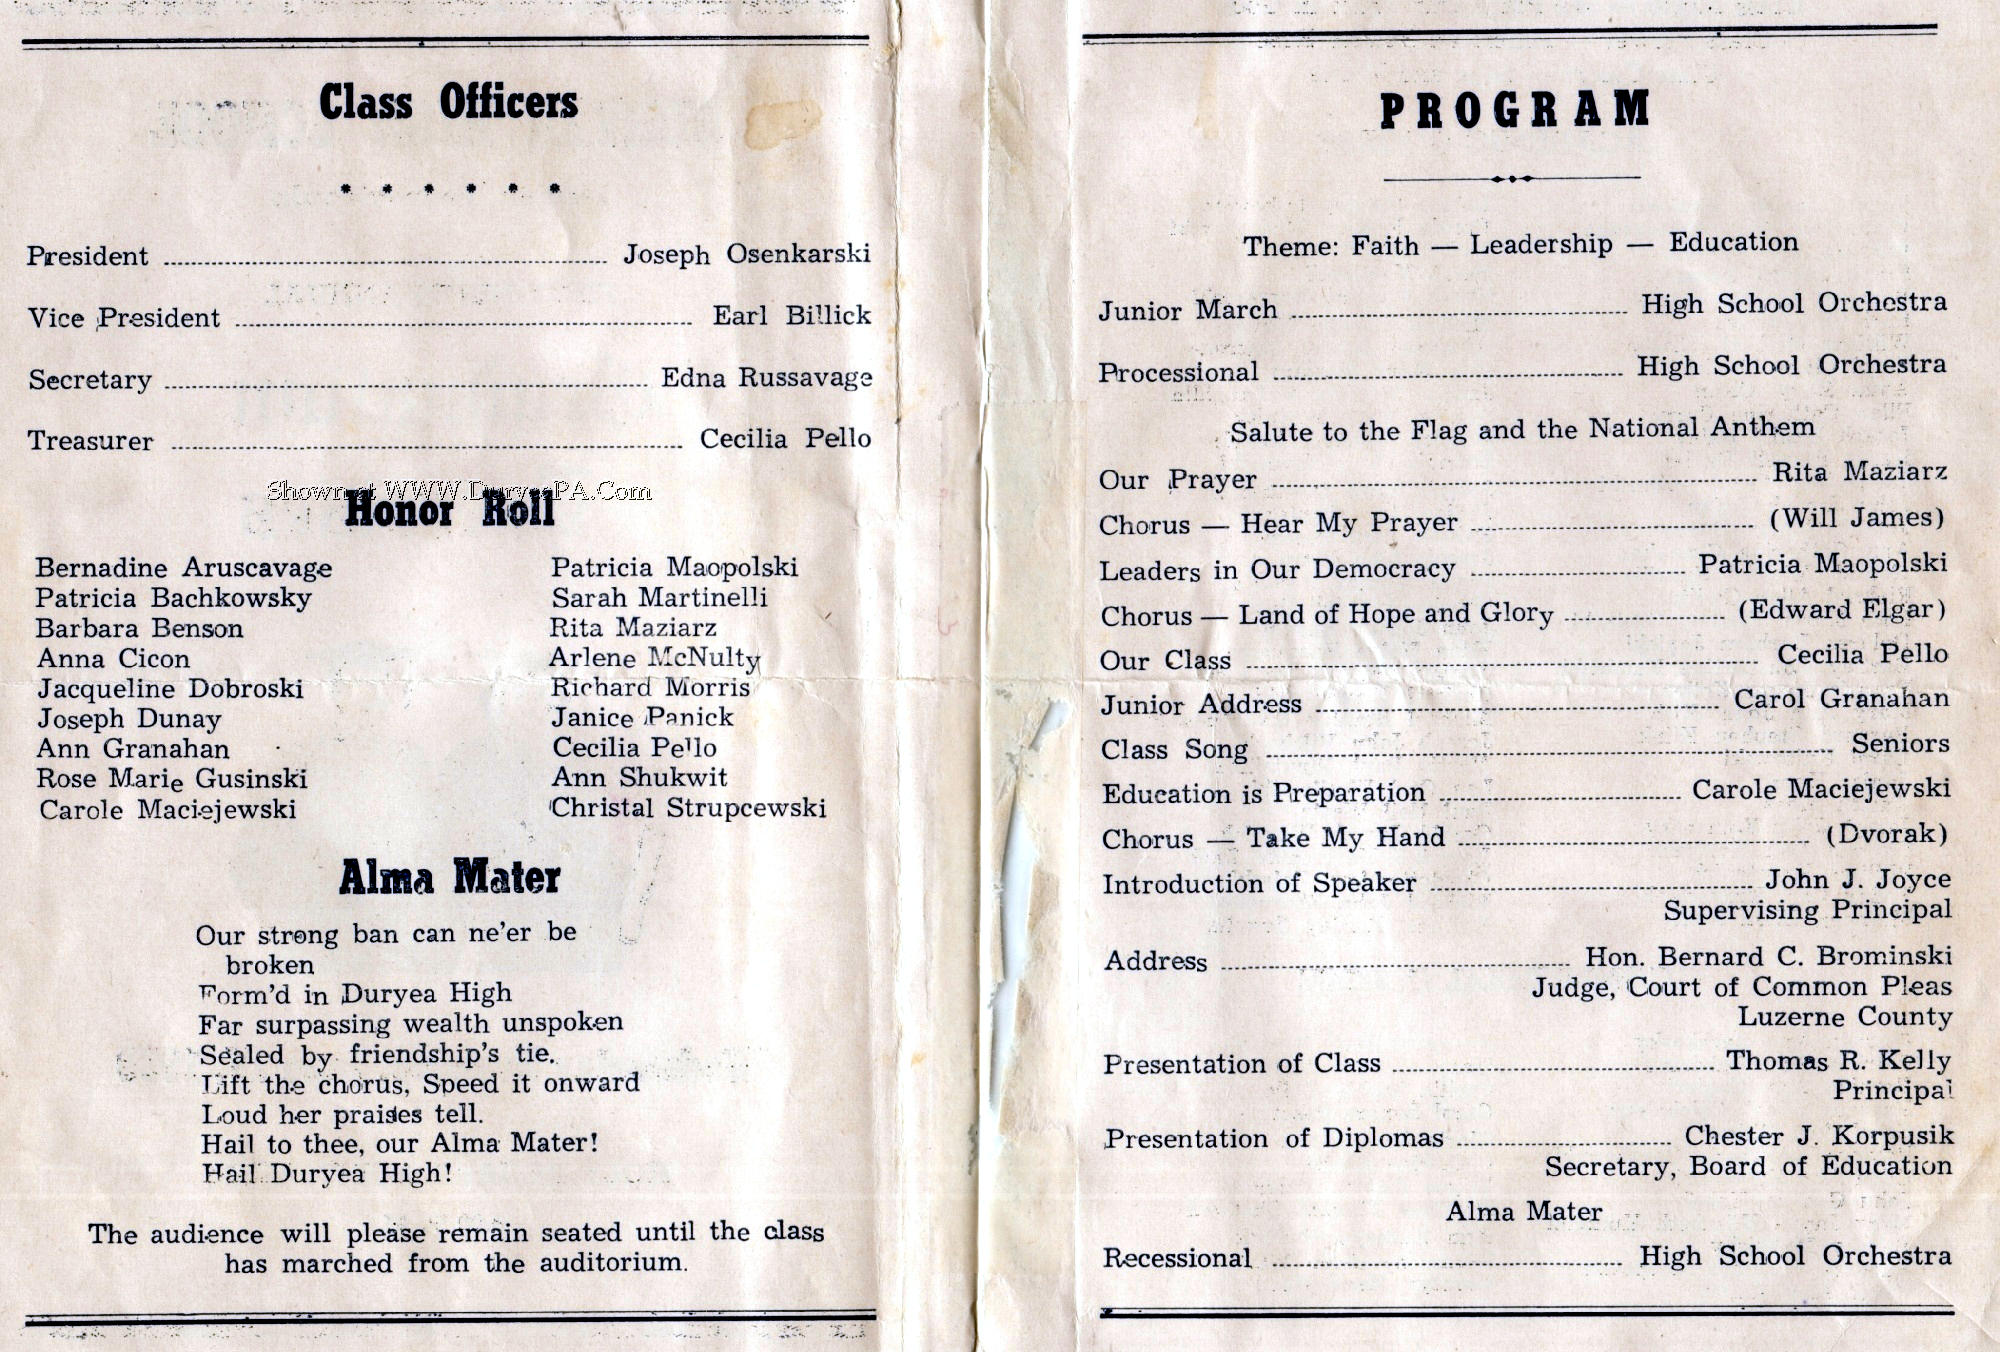 Class Officers
President Joseph Osenkarski
Vice President Earl Billick
Secretary Edna Russavage
Treasurer Cecilia Pello
Shown at WWW.DuryeaPA.Com
Honor Roll
Bernadine Aruscavage
Patricia Bachkowsky
Barbara Benson
Anna Cicon
Jacqueline Dobroski
Joseph Dunay
Ann Granahan
Rose Marie Gusinski
Carole Maciejewski
Patricia Maopolski
Sarah Martinelli
Rita Maziarz
Arlene McNulty
Richard Morris
Janice Panick
Cecilia Pello
Ann Shukwit
Christal Strupcewski
Alma Mater
Our strong ban can ne'er be
broken
Form'd in Duryea High
Far surpassing wealth unspoken
Sealed by friendship's tie.
Lift the chorus, Speed it onward
Loud her praises tell.
Hail to thee, our Alma Mater!
Hail Duryea High!
The audience will please remain seated until the class
has marched from the auditorium.
PROGRAM
Theme: Faith — Leadership — Education
Junior March High School Orchestra
Processional High School Orchestra
Salute to the Flag and the National Anthem
Our Prayer Rita Maziarz
Chorus — Hear My Prayer (Will James)
Leaders in Our Democracy Patricia Maopolski
Chorus — Land of Hope and Glory (Edward Elgar)
Our Class Cecilia Pello
Junior Address Carol Granahan
Class Song Seniors
Education is Preparation Carole Maciejewski
Chorus — Take My Hand (Dvorak)
Introduction of Speaker John J. Joyce
Supervising Principal
Address Hon. Bernard C. Brominski
Judge, Court of Common Pleas
Luzerne County
Presentation of Class Thomas R. Kelly
Principal
Presentation of Diplomas Chester J. Korpusik
Secretary, Board of Education
Alma Mater
Recessional High School Orchestra